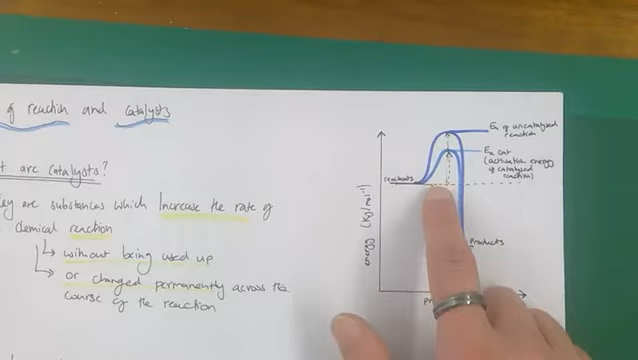 of reaction and catalysts
at are catalysts?
ey are substances which increase the rate of
chemical reaction
↳ without being used up
↳ or changed permanently across the
course of the reaction
Ea of uncatalysed
reaction
Ea cat
(activation energy
of catalysed
reaction)
reactants
energy (KJ/mol⁻¹)
Products